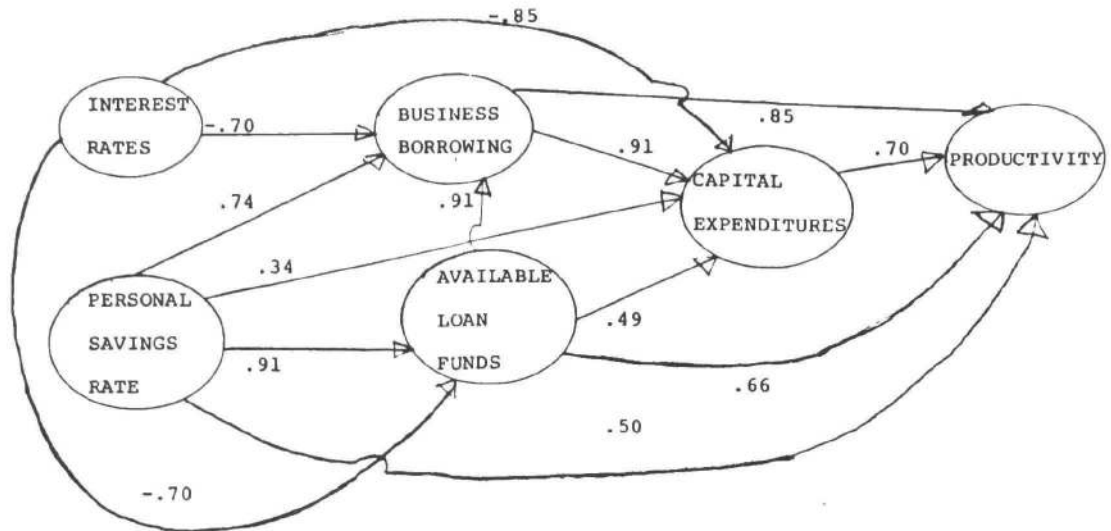 -.85
INTEREST
RATES
-.70
BUSINESS
BORROWING
.85
.91
.70
PRODUCTIVITY
CAPITAL
EXPENDITURES
.74
.91
.34
PERSONAL
SAVINGS
RATE
.91
AVAILABLE
LOAN
FUNDS
.49
.66
.50
-.70